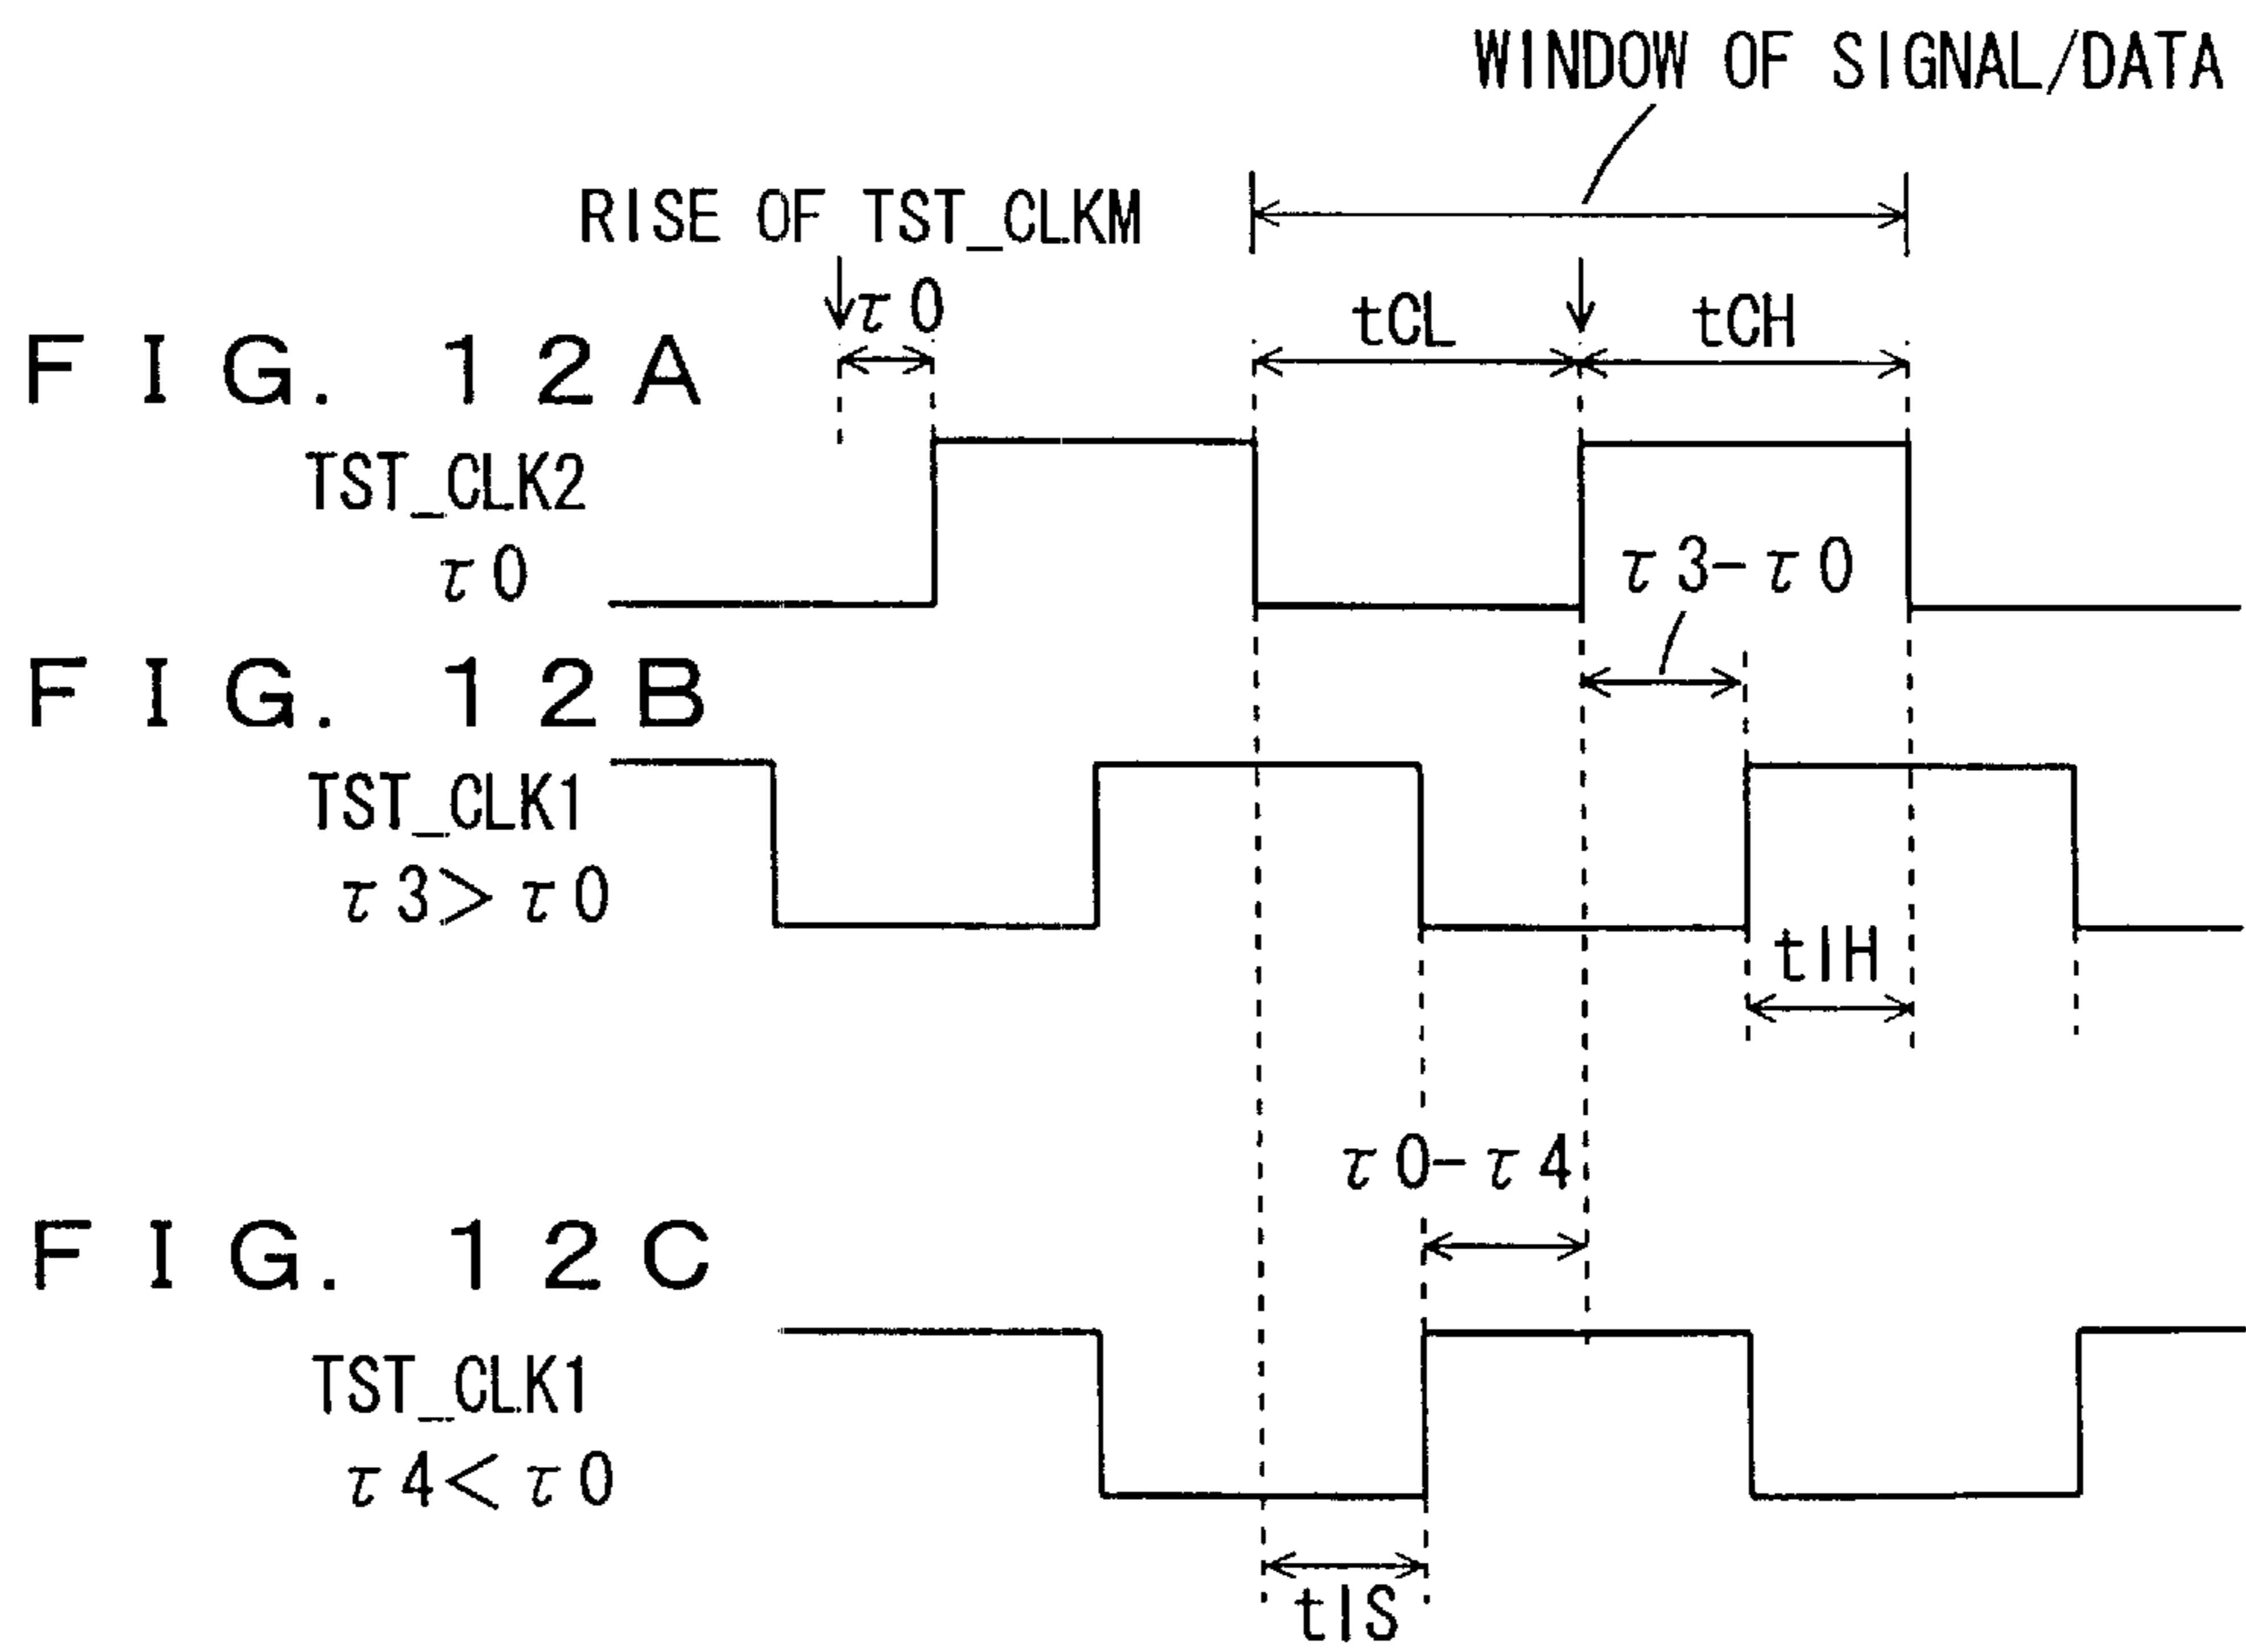 WINDOW OF SIGNAL/DATA
RISE OF TST_CLKM
τ0
tCL
tCH
FIG. 12A
TST_CLK2
τ0
τ3-τ0
FIG. 12B
TST_CLK1
τ3>τ0
tIH
τ0-τ4
FIG. 12C
TST_CLK1
τ4<τ0
tIS